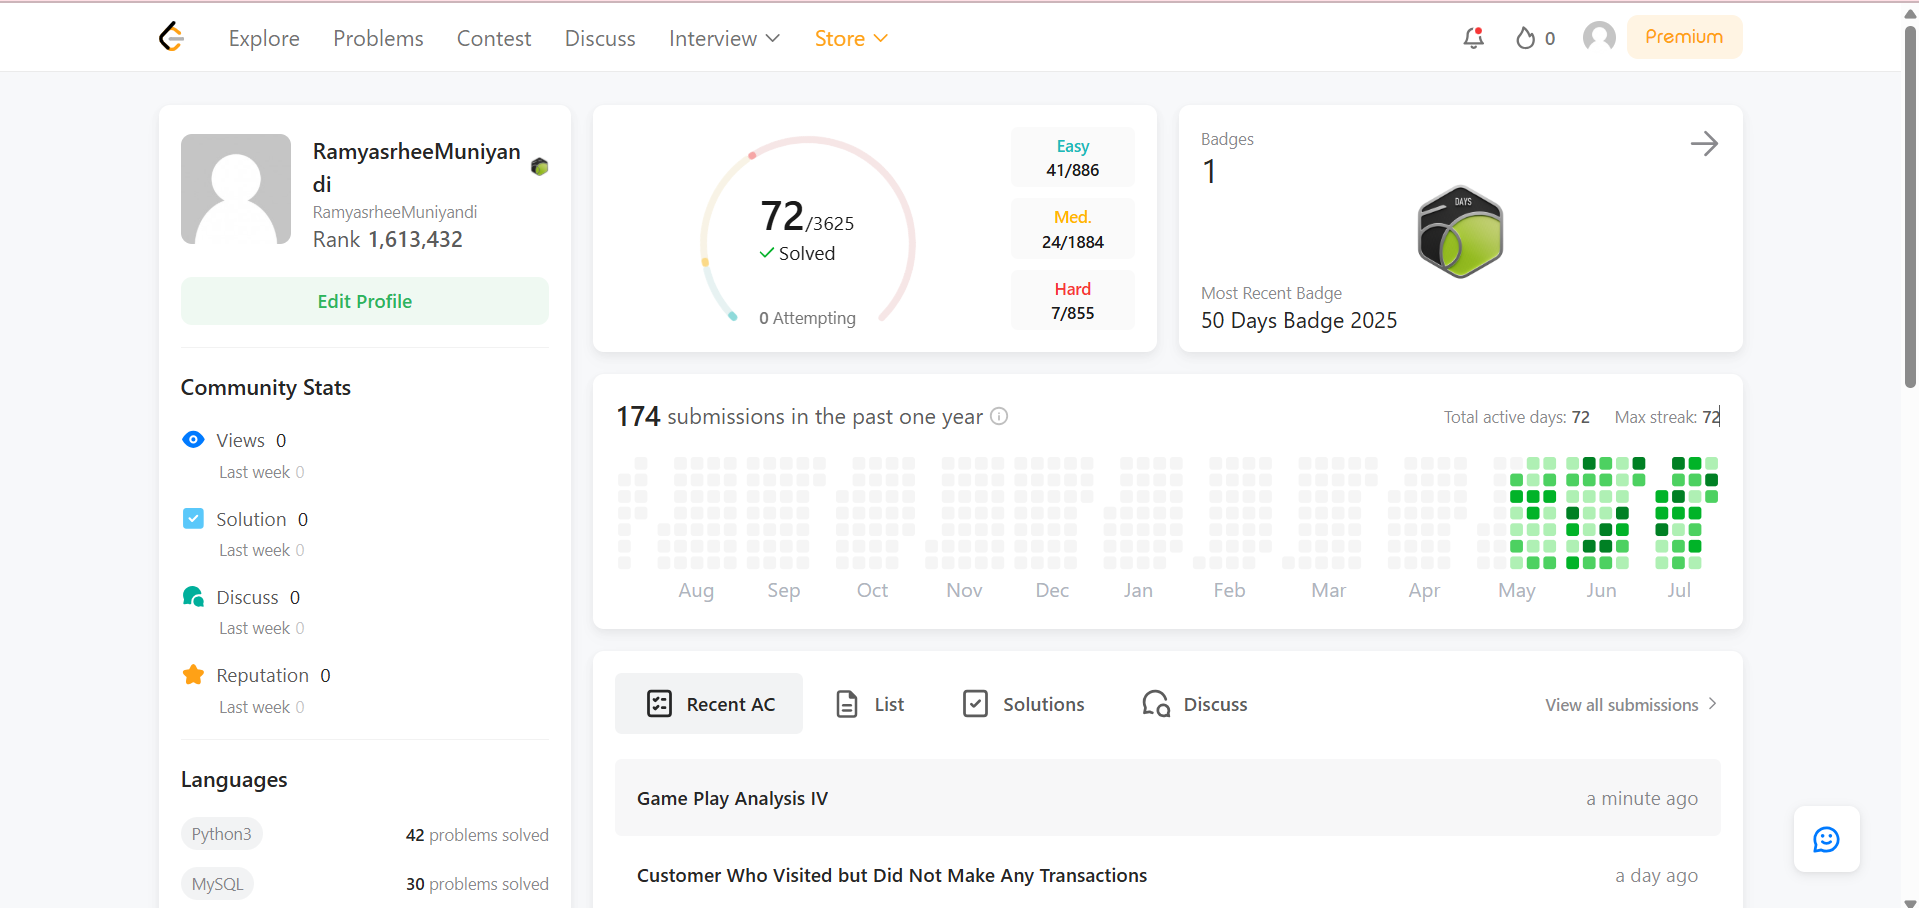 Explore Problems Contest Discuss Interview Store 0 Premium
RamyasrheeMuniyan
di
RamyasrheeMuniyandi
Rank 1,613,432
Edit Profile
Community Stats
Views 0
Last week 0
Solution 0
Last week 0
Discuss 0
Last week 0
Reputation 0
Last week 0
Languages
Python3 42 problems solved
MySQL 30 problems solved
72/3625
Solved
0 Attempting
Easy
41/886
Med.
24/1884
Hard
7/855
Badges
1
DAYS
Most Recent Badge
50 Days Badge 2025
174 submissions in the past one year Total active days: 72 Max streak: 72
Aug Sep Oct Nov Dec Jan Feb Mar Apr May Jun Jul
Recent AC List Solutions Discuss View all submissions
Game Play Analysis IV a minute ago
Customer Who Visited but Did Not Make Any Transactions a day ago